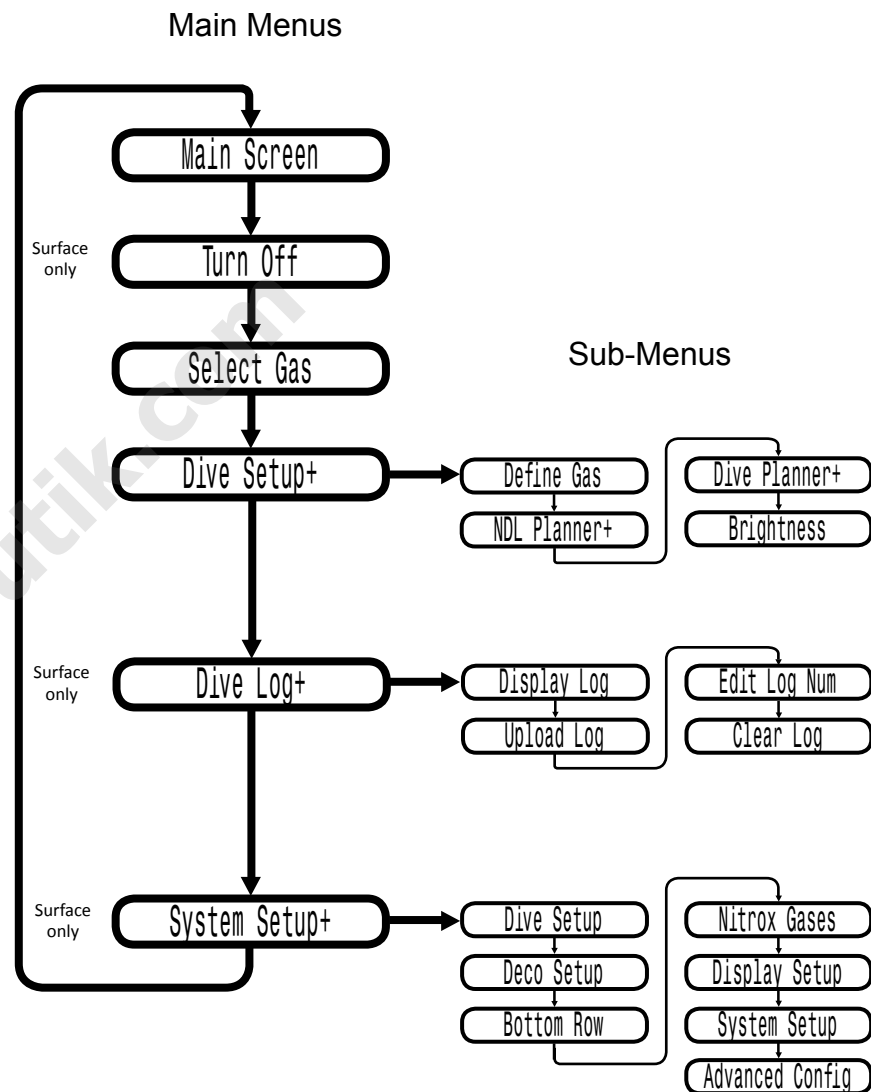 Main Menus
Main Screen
Surface
only
Turn Off
Select Gas
Sub-Menus
Dive Setup+
Define Gas
NDL Planner+
Dive Planner+
Brightness
Surface
only
Dive Log+
Display Log
Upload Log
Edit Log Num
Clear Log
Surface
only
System Setup+
Dive Setup
Deco Setup
Bottom Row
Nitrox Gases
Display Setup
System Setup
Advanced Config
utik.com